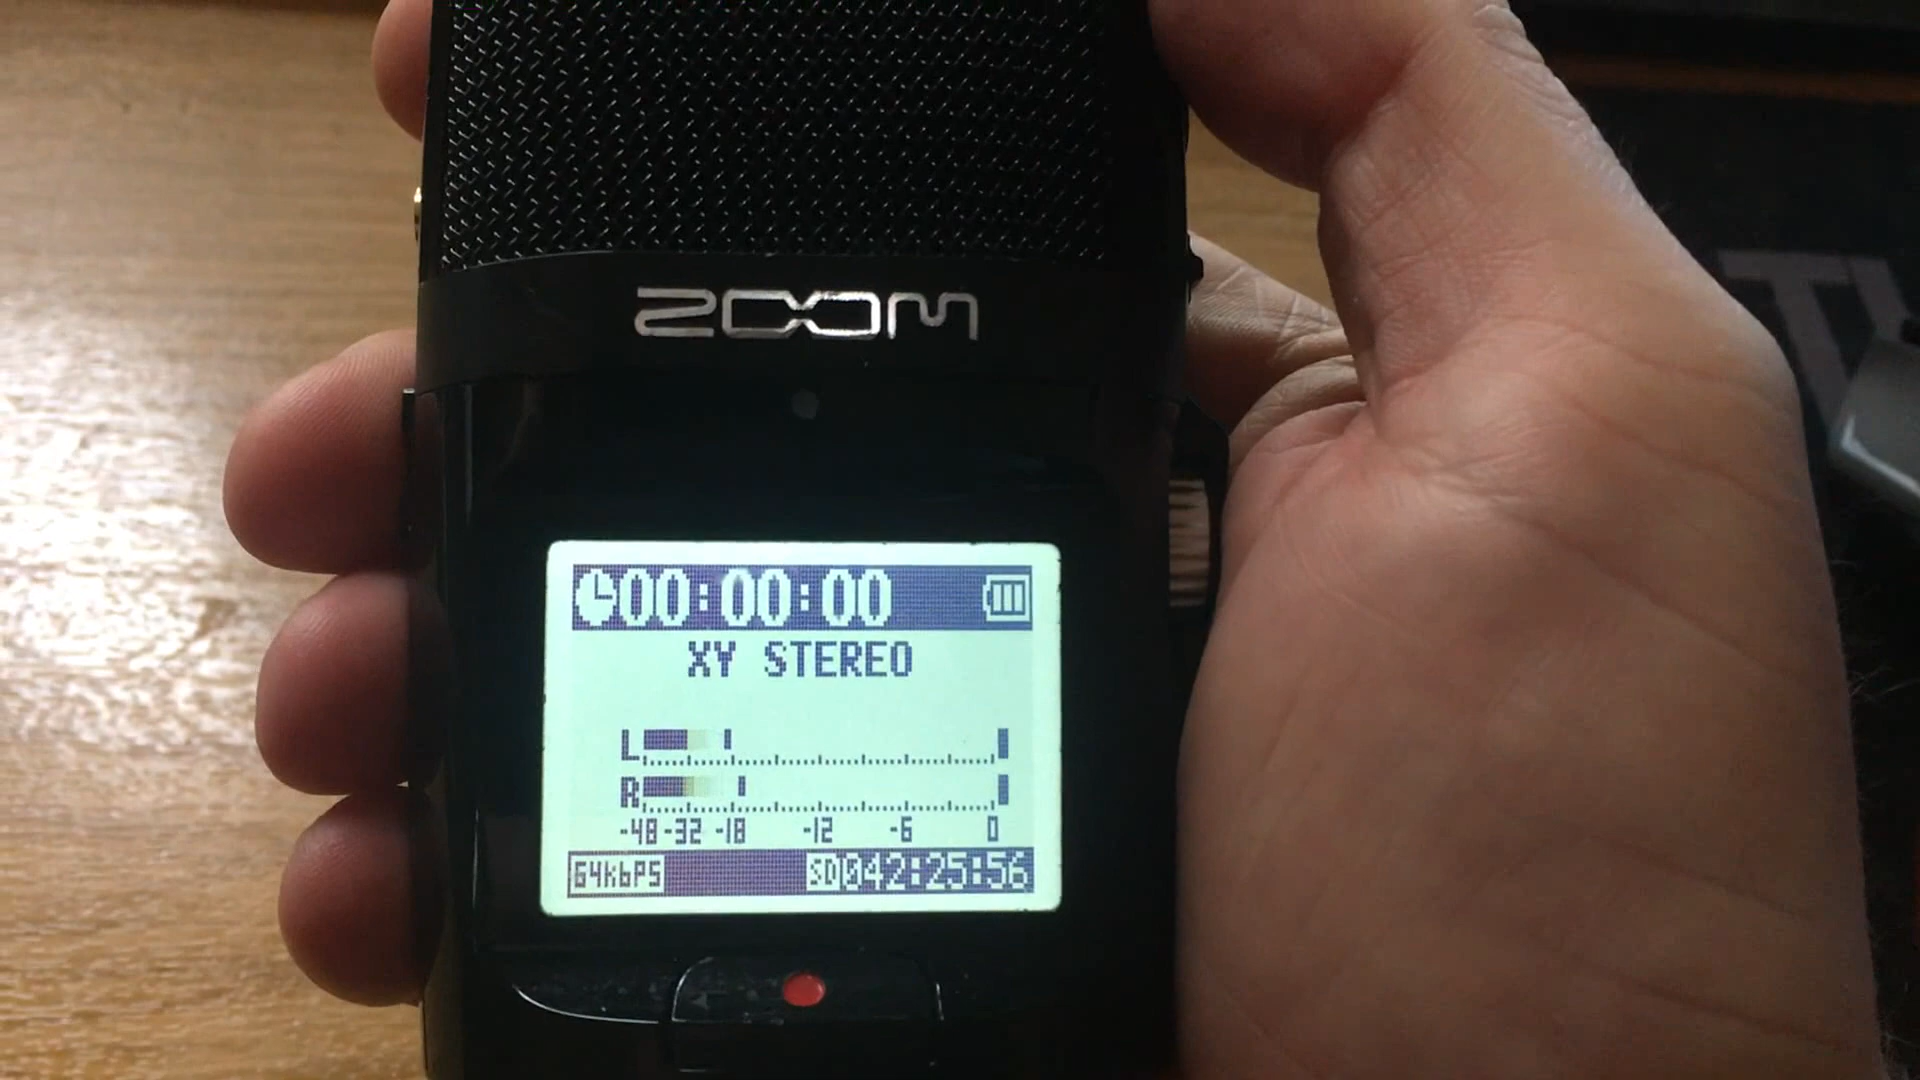 ZOOM
00:00:00
XY STEREO
L
R
-48 -32 -18 -12 -6 0
64kbPS SD 042:25:56